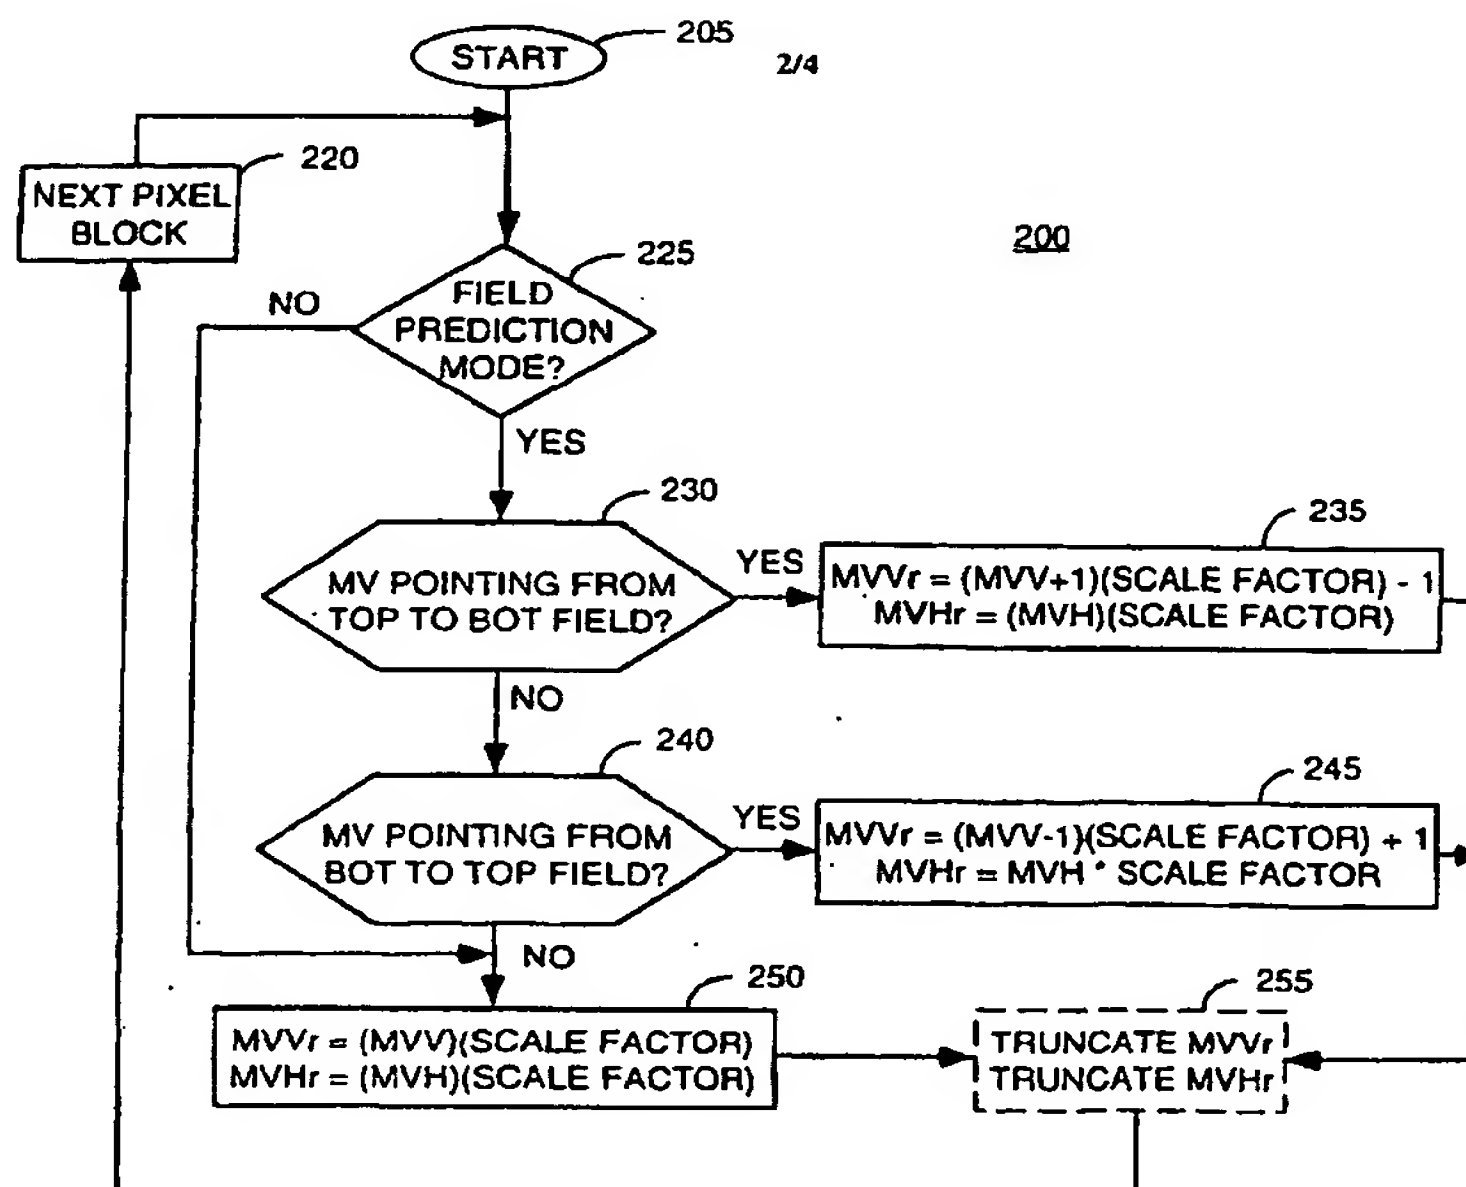 START
205
2/4
220
NEXT PIXEL
BLOCK
200
225
NO
FIELD
PREDICTION
MODE?
YES
230
235
MV POINTING FROM
TOP TO BOT FIELD?
YES
MVVr = (MVV+1)(SCALE FACTOR) - 1
MVHr = (MVH)(SCALE FACTOR)
NO
240
245
MV POINTING FROM
BOT TO TOP FIELD?
YES
MVVr = (MVV-1)(SCALE FACTOR) + 1
MVHr = MVH * SCALE FACTOR
NO
250
255
MVVr = (MVV)(SCALE FACTOR)
MVHr = (MVH)(SCALE FACTOR)
TRUNCATE MVVr
TRUNCATE MVHr